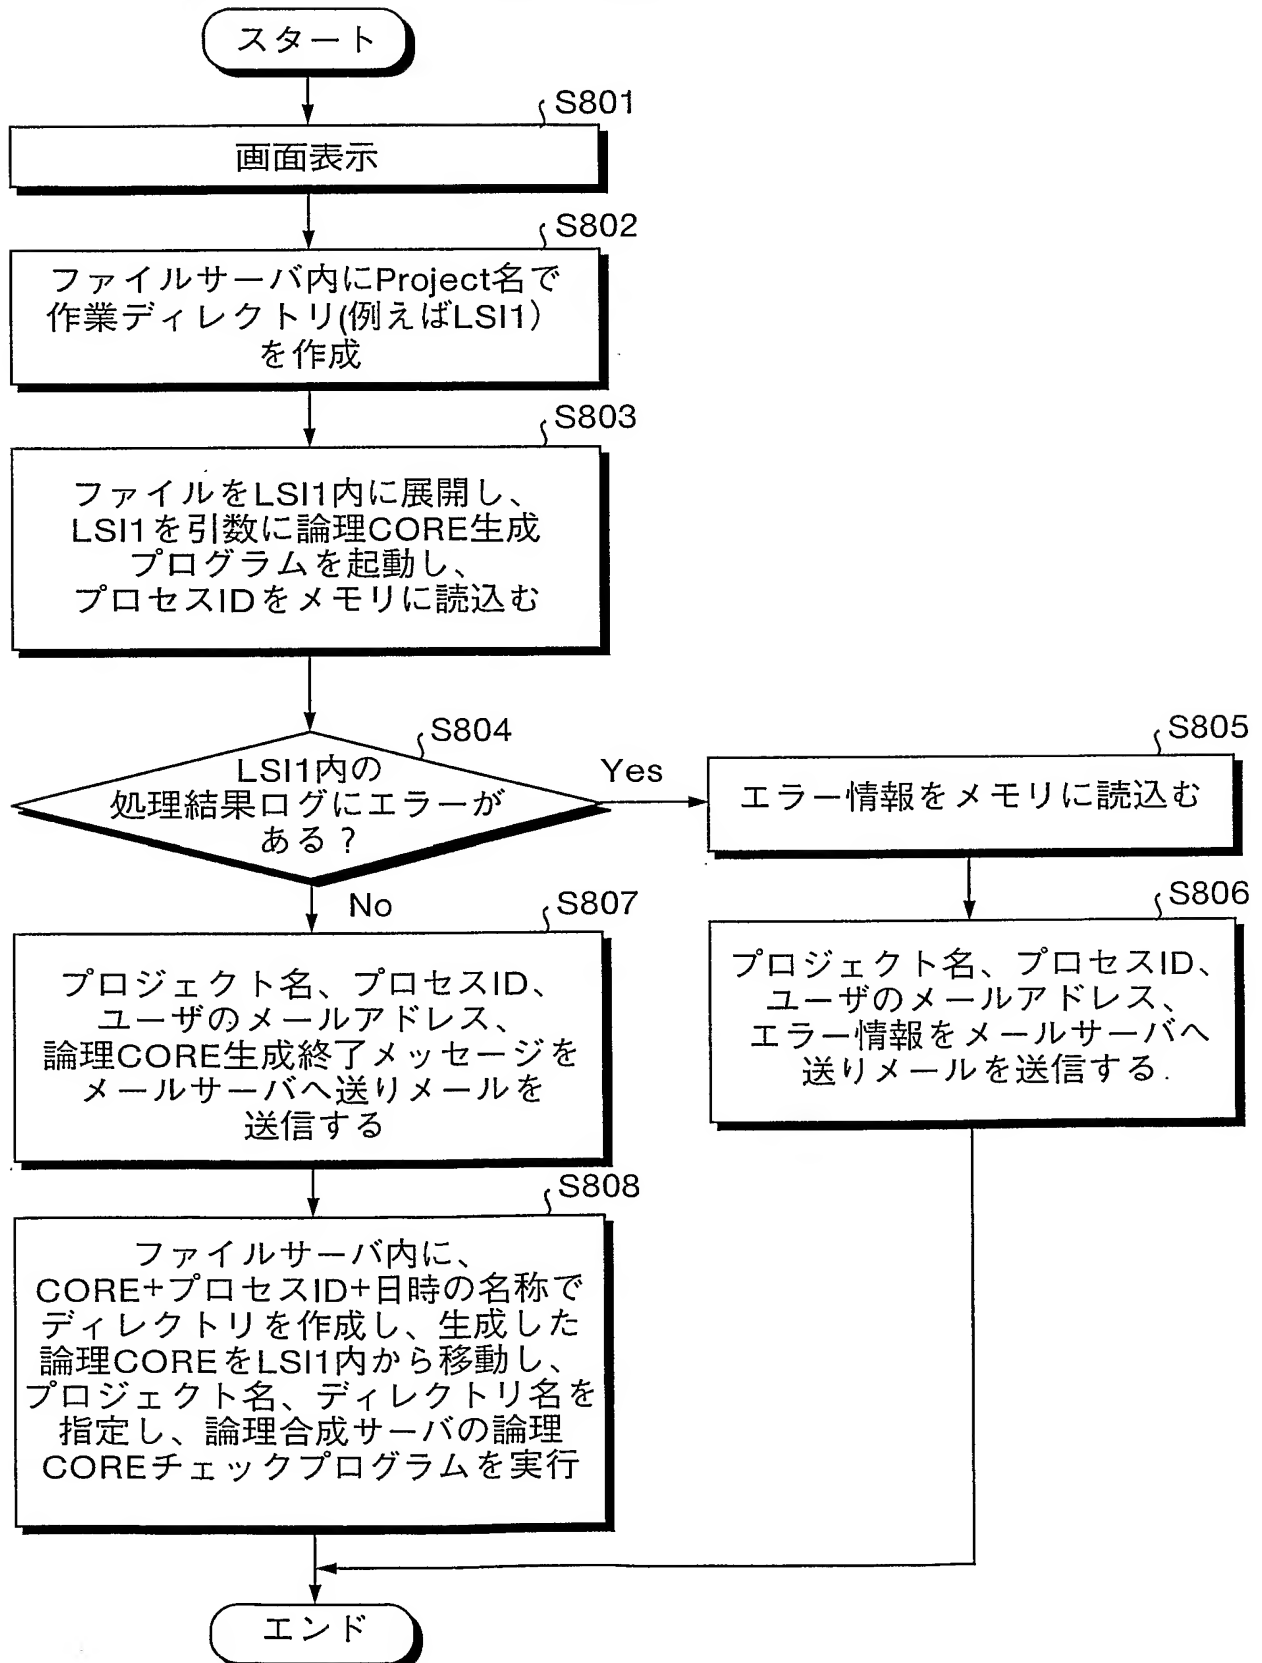 スタート
S801
画面表示
S802
ファイルサーバ内にProject名で
作業ディレクトリ(例えばLSI1)
を作成
S803
ファイルをLSI1内に展開し、
LSI1を引数に論理CORE生成
プログラムを起動し、
プロセスIDをメモリに読込む
S804
LSI1内の
処理結果ログにエラーが
ある?
Yes
No
S805
エラー情報をメモリに読込む
S806
プロジェクト名、プロセスID、
ユーザのメールアドレス、
エラー情報をメールサーバへ
送りメールを送信する
S807
プロジェクト名、プロセスID、
ユーザのメールアドレス、
論理CORE生成終了メッセージを
メールサーバへ送りメールを
送信する
S808
ファイルサーバ内に、
CORE+プロセスID+日時の名称で
ディレクトリを作成し、生成した
論理COREをLSI1内から移動し、
プロジェクト名、ディレクトリ名を
指定し、論理合成サーバの論理
COREチェックプログラムを実行
エンド